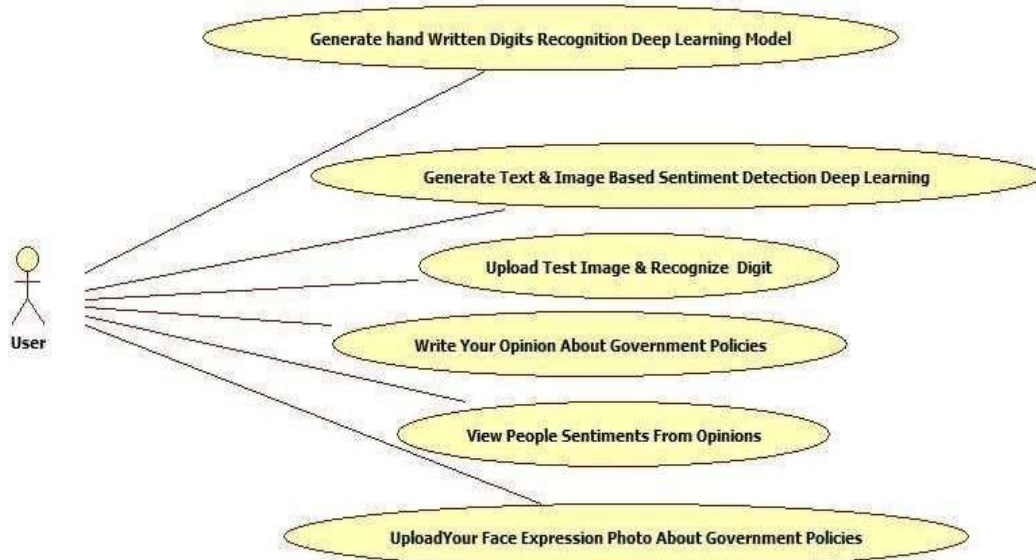 Generate hand Written Digits Recognition Deep Learning Model
Generate Text & Image Based Sentiment Detection Deep Learning
Upload Test Image & Recognize Digit
User
Write Your Opinion About Government Policies
View People Sentiments From Opinions
UploadYour Face Expression Photo About Government Policies